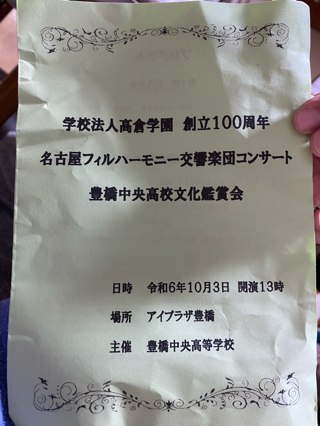 学校法人高倉学園 創立100周年
名古屋フィルハーモニー交響楽団コンサート
豊橋中央高校文化鑑賞会
日時 令和6年10月3日 開演13時
場所 アイプラザ豊橋
主催 豊橋中央高等学校